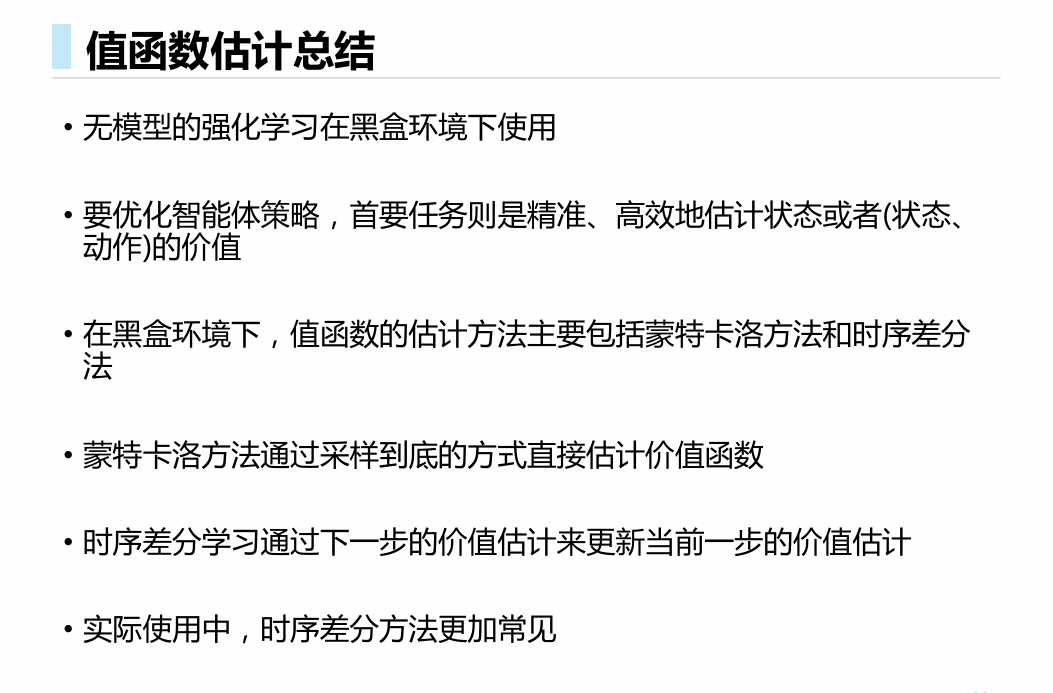 值函数估计总结
• 无模型的强化学习在黑盒环境下使用
• 要优化智能体策略，首要任务则是精准、高效地估计状态或者(状态、
动作)的价值
• 在黑盒环境下，值函数的估计方法主要包括蒙特卡洛方法和时序差分
法
• 蒙特卡洛方法通过采样到底的方式直接估计价值函数
• 时序差分学习通过下一步的价值估计来更新当前一步的价值估计
• 实际使用中，时序差分方法更加常见